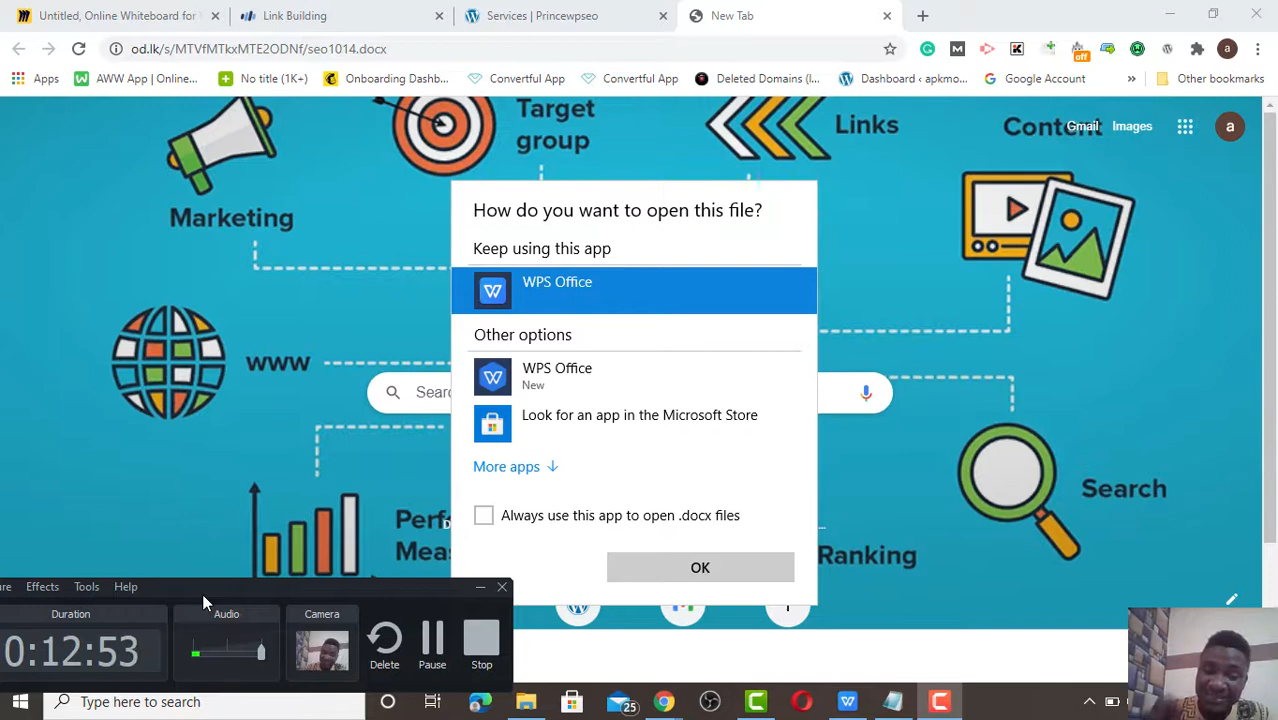 Untitled, Online Whiteboard for
Link Building
Services | Princewpseo
New Tab
od.lk/s/MTVfMTkxMTE2ODNf/seo1014.docx
a
off
Apps
AWW App | Online...
No title (1K+)
Onboarding Dashb...
Convertful App
Convertful App
Deleted Domains (l...
Dashboard ‹ apkmo...
Google Account
»
Other bookmarks
Target
group
Links
Content
Gmail
Images
a
Marketing
How do you want to open this file?
Keep using this app
WPS Office
Other options
www
WPS Office
New
Sear
Look for an app in the Microsoft Store
More apps
Search
Always use this app to open .docx files
Perf
Meas
Ranking
OK
Effects
Tools
Help
Duration
Audio
Camera
0:12:53
Delete
Pause
Stop
Type here to search
25